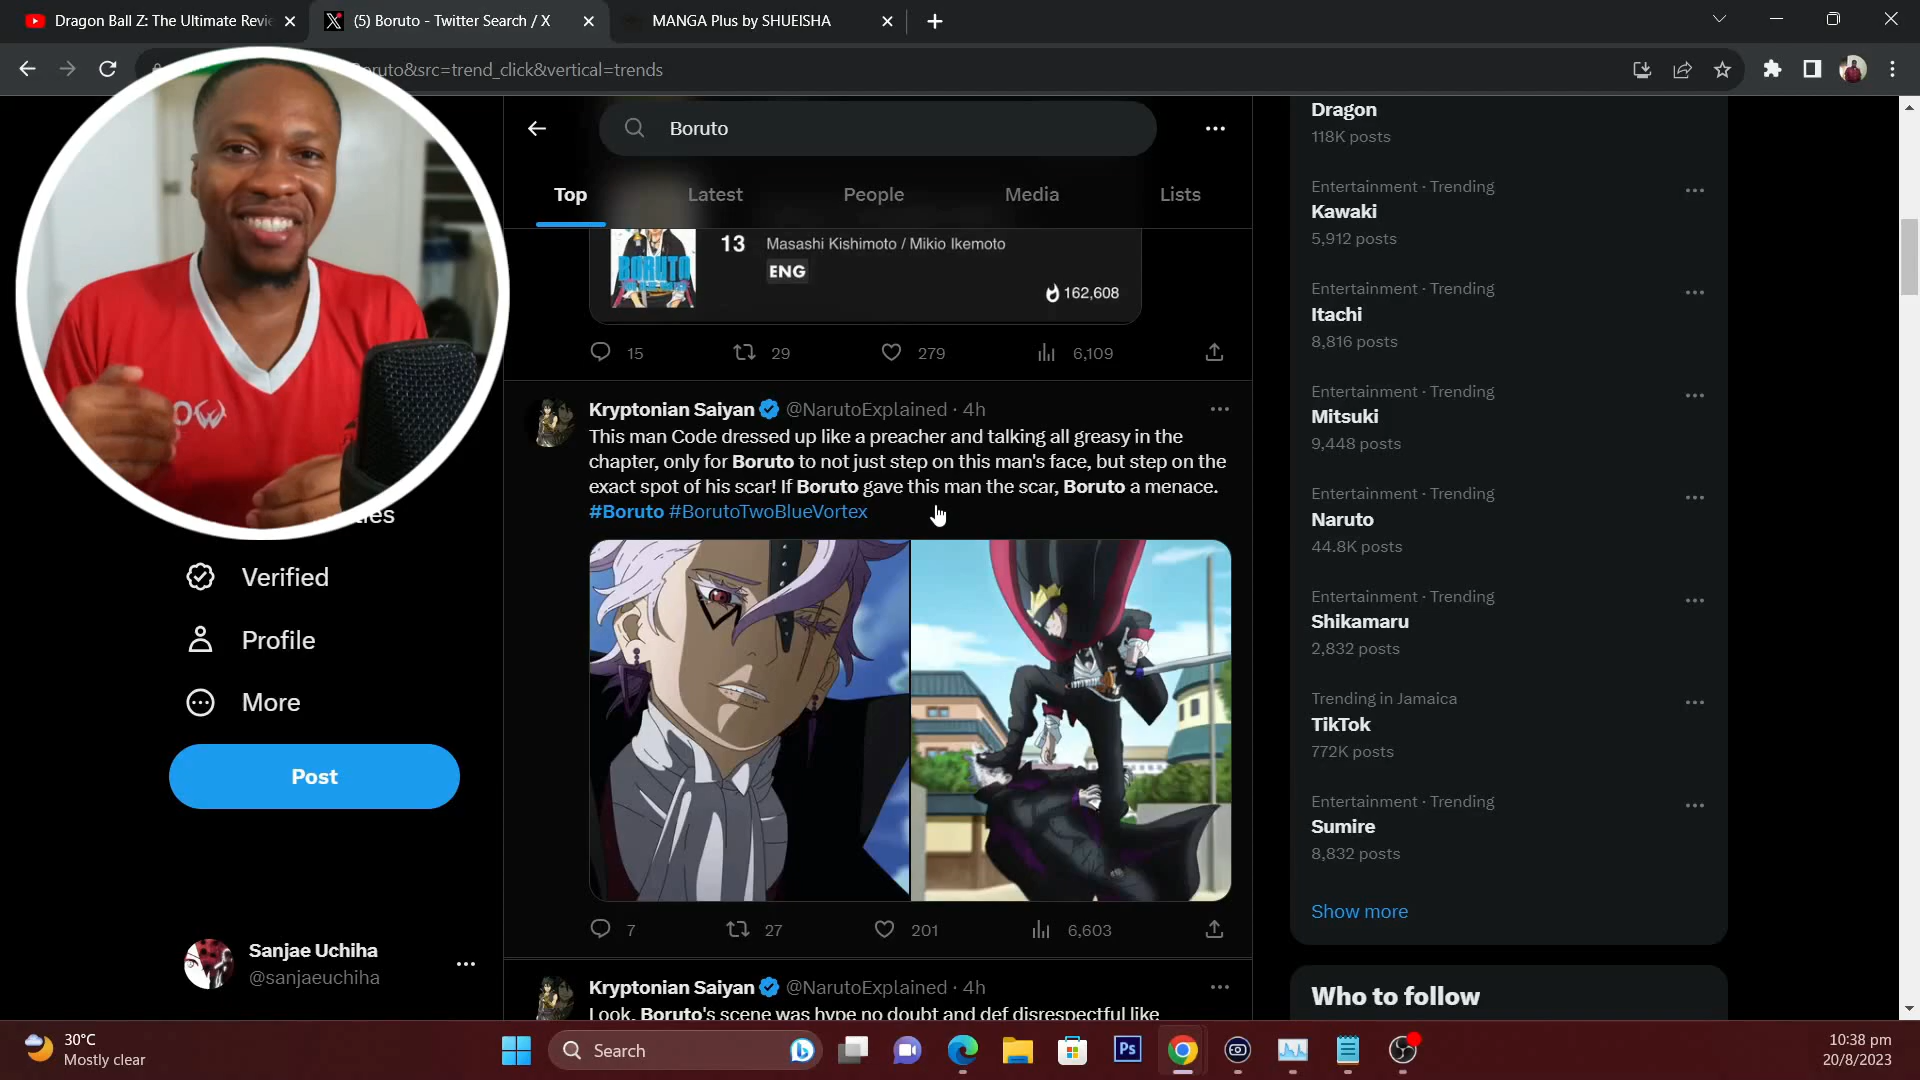 Dragon Ball Z: The Ultimate Revi
(5) Boruto - Twitter Search / X
MANGA Plus by SHUEISHA
oruto&src=trend_click&vertical=trends
Boruto
Top
Latest
People
Media
Lists
BORUTO
13
Masashi Kishimoto / Mikio Ikemoto
ENG
162,608
15
29
279
6,109
Kryptonian Saiyan @NarutoExplained · 4h
This man Code dressed up like a preacher and talking all greasy in the
chapter, only for Boruto to not just step on this man's face, but step on the
exact spot of his scar! If Boruto gave this man the scar, Boruto a menace.
#Boruto #BorutoTwoBlueVortex
7
27
201
6,603
Kryptonian Saiyan @NarutoExplained · 4h
Look, Boruto's scene was hype no doubt and def disrespectful like
Verified
Profile
More
Post
Sanjae Uchiha
@sanjaeuchiha
Dragon
118K posts
Entertainment · Trending
Kawaki
5,912 posts
Entertainment · Trending
Itachi
8,816 posts
Entertainment · Trending
Mitsuki
9,448 posts
Entertainment · Trending
Naruto
44.8K posts
Entertainment · Trending
Shikamaru
2,832 posts
Trending in Jamaica
TikTok
772K posts
Entertainment · Trending
Sumire
8,832 posts
Show more
Who to follow
30°C
Mostly clear
Search
Ps
10:38 pm
20/8/2023